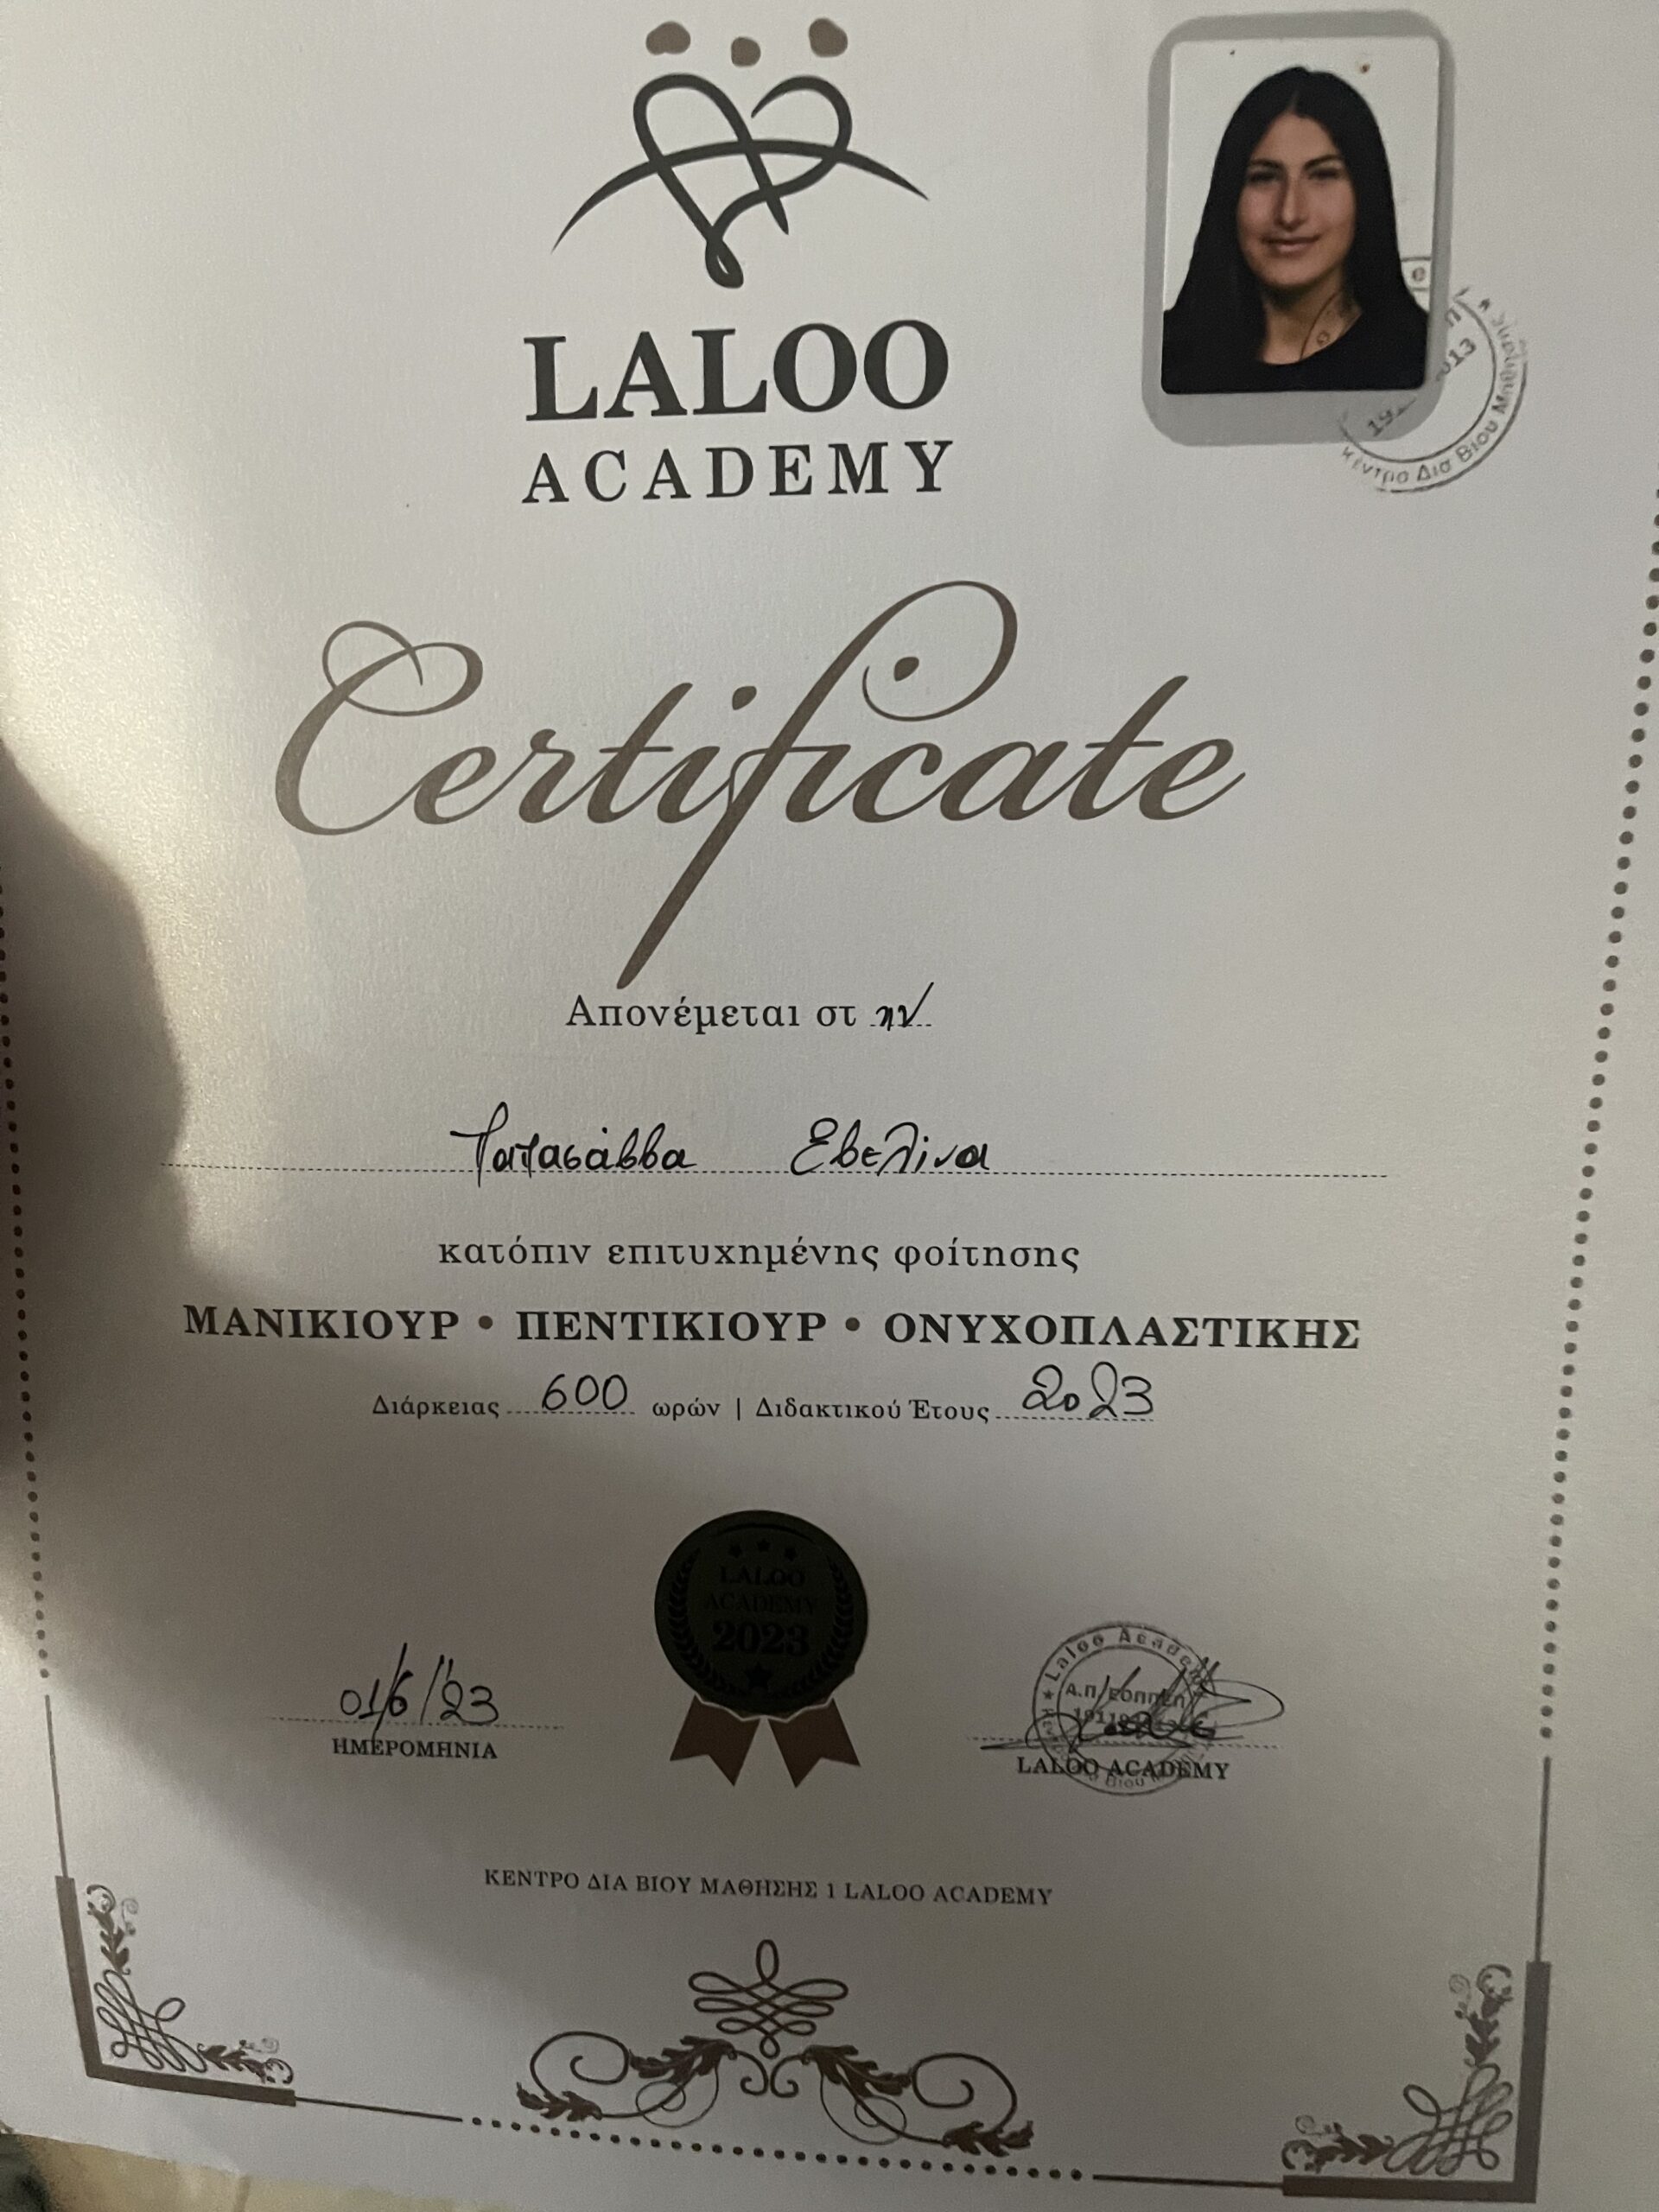 LALOO
ACADEMY
Κέντρο Δια Βίου Μάθησης
Certificate
Απονέμεται στ ην
Παπασάββα Εβελίνα
κατόπιν επιτυχημένης φοίτησης
ΜΑΝΙΚΙΟΥΡ • ΠΕΝΤΙΚΙΟΥΡ • ΟΝΥΧΟΠΛΑΣΤΙΚΗΣ
Διάρκειας 600 ωρών | Διδακτικού Έτους 2023
LALOO
ACADEMY
2023
Laloo Academy
Α.Π. ΕΟΠΠΕΠ
01/6/23
ΗΜΕΡΟΜΗΝΙΑ
LALOO ACADEMY
ΚΕΝΤΡΟ ΔΙΑ ΒΙΟΥ ΜΑΘΗΣΗΣ 1 LALOO ACADEMY